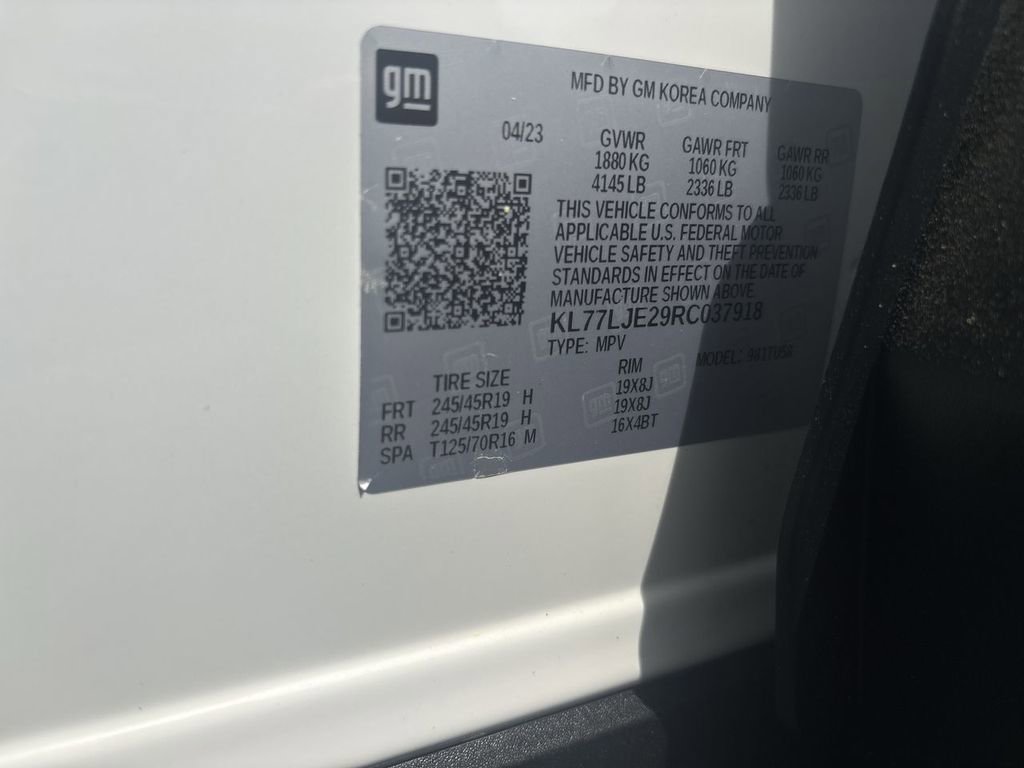 gm
MFD BY GM KOREA COMPANY
04/23
GVWR
1880 KG
4145 LB
GAWR FRT
1060 KG
2336 LB
GAWR RR
1060 KG
2336 LB
THIS VEHICLE CONFORMS TO ALL
APPLICABLE U.S. FEDERAL MOTOR
VEHICLE SAFETY AND THEFT PREVENTION
STANDARDS IN EFFECT ON THE DATE OF
MANUFACTURE SHOWN ABOVE
KL77LJE29RC037918
TYPE: MPV
MODEL:
TIRE SIZE
RIM
FRT 245/45R19 H 19X8J
RR 245/45R19 H 19X8J
SPA T125/70R16 M 16X4BT